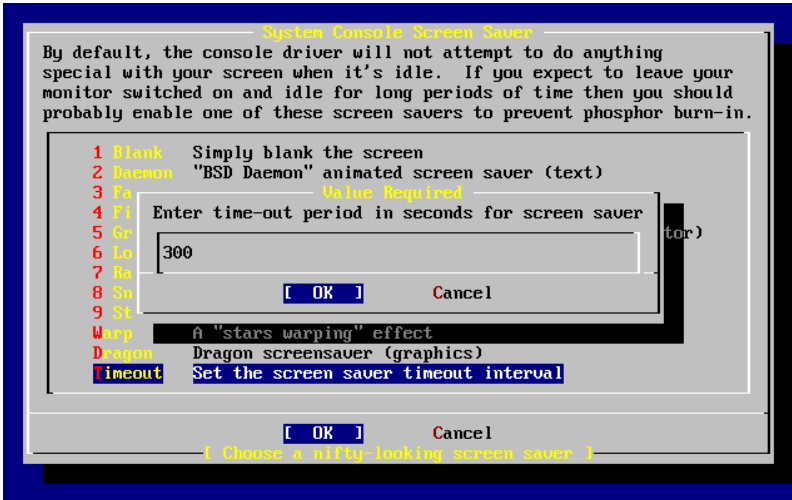 System Console Screen Saver
By default, the console driver will not attempt to do anything
special with your screen when it's idle.  If you expect to leave your
monitor switched on and idle for long periods of time then you should
probably enable one of these screen savers to prevent phosphor burn-in.
1 Blank    Simply blank the screen
2 Daemon   "BSD Daemon" animated screen saver (text)
3 Fa
Value Required
4 Fi
Enter time-out period in seconds for screen saver
5 Gr
tor)
6 Lo
300
7 Ra
8 Sn
[  OK  ]       Cancel
9 St
Warp       A "stars warping" effect
Dragon     Dragon screensaver (graphics)
Timeout    Set the screen saver timeout interval
[  OK  ]       Cancel
[ Choose a nifty-looking screen saver ]